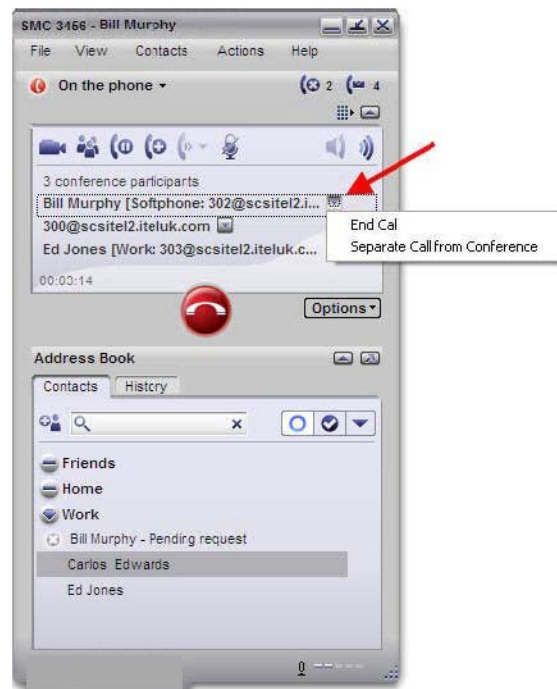 SMC 3456 - Bill Murphy
File View Contacts Actions Help
On the phone
2 4
3 conference participants
Bill Murphy [Softphone: 302@scsitel2.i...
300@scsitel2.iteluk.com
Ed Jones [Work: 303@scsitel2.iteluk.c...
00:03:14
End Cal
Separate Call from Conference
Options
Address Book
Contacts History
Friends
Home
Work
Bill Murphy - Pending request
Carlos Edwards
Ed Jones